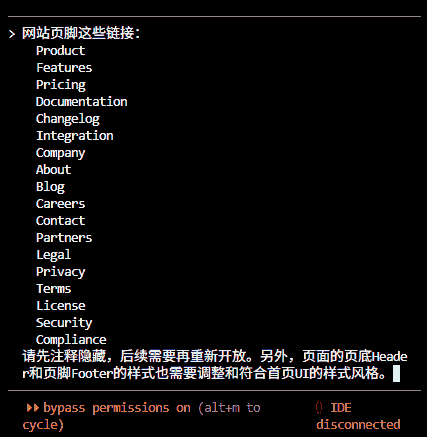 > 网站页脚这些链接：
Product
Features
Pricing
Documentation
Changelog
Integration
Company
About
Blog
Careers
Contact
Partners
Legal
Privacy
Terms
License
Security
Compliance
请先注释隐藏，后续需要再重新开放。另外，页面的页底Heade
r和页脚Footer的样式也需要调整和符合首页UI的样式风格。
⏵⏵bypass permissions on (alt+m to
cycle)
IDE
disconnected